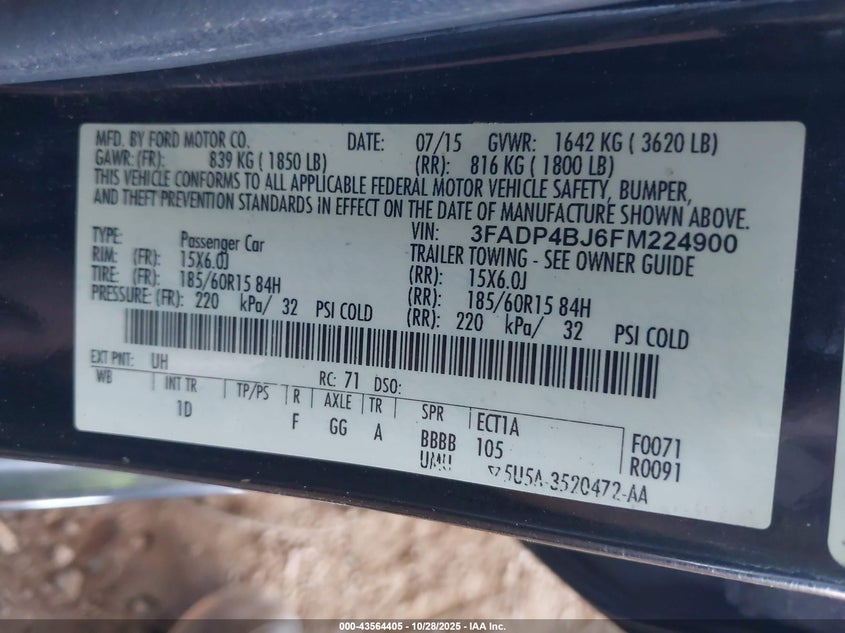 MFD. BY FORD MOTOR CO. DATE: 07/15 GVWR: 1642 KG ( 3620 LB)
GAWR: (FR): 839 KG ( 1850 LB) (RR): 816 KG ( 1800 LB)
THIS VEHICLE CONFORMS TO ALL APPLICABLE FEDERAL MOTOR VEHICLE SAFETY, BUMPER,
AND THEFT PREVENTION STANDARDS IN EFFECT ON THE DATE OF MANUFACTURE SHOWN ABOVE.
VIN: 3FADP4BJ6FM224900
TYPE: Passenger Car TRAILER TOWING - SEE OWNER GUIDE
RIM: (FR): 15X6.0J (RR): 15X6.0J
TIRE: (FR): 185/60R15 84H (RR): 185/60R15 84H
PRESSURE: (FR): 220 kPa/ 32 PSI COLD (RR): 220 kPa/ 32 PSI COLD
EXT PNT: UH RC: 71 DSO:
WB INT TR TP/PS R AXLE TR SPR ECT1A
1D F GG A BBBB 105 F0071
UMU R0091
5U5A-3520472-AA
000-43564405 - 10/28/2025 - IAA Inc.